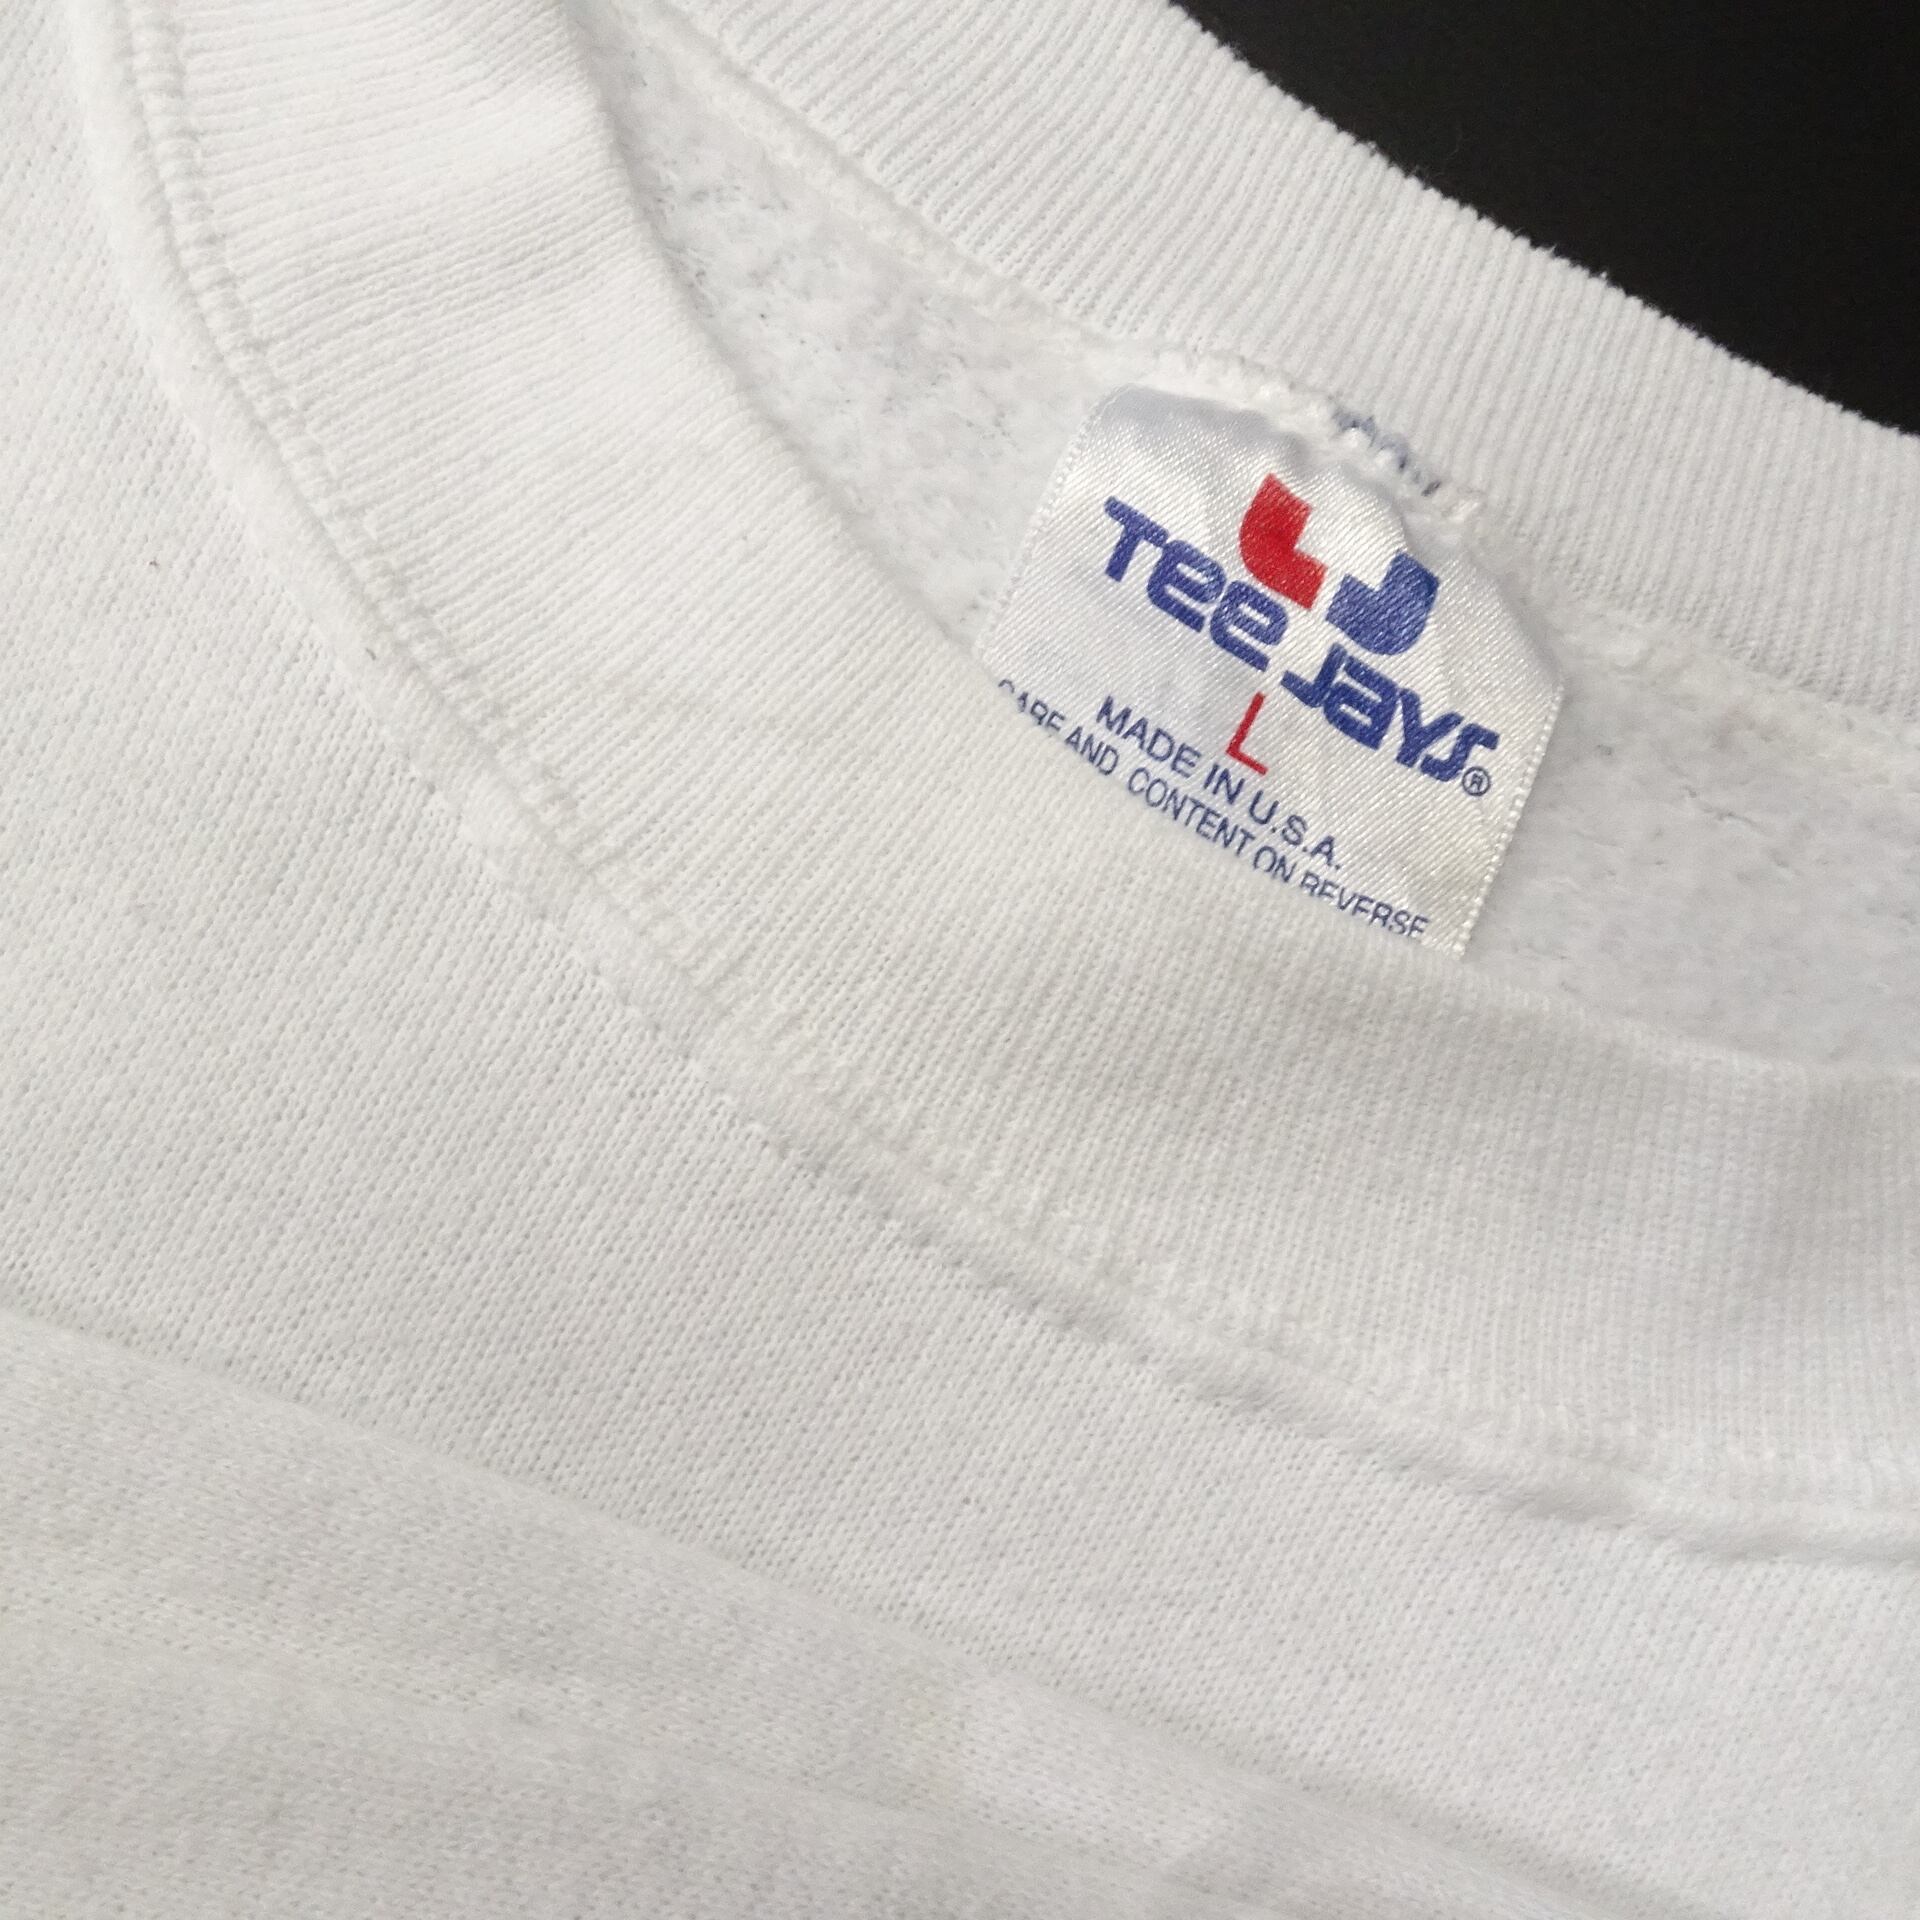 Tee Jays®
L
MADE IN U.S.A.
CARE AND CONTENT ON REVERSE